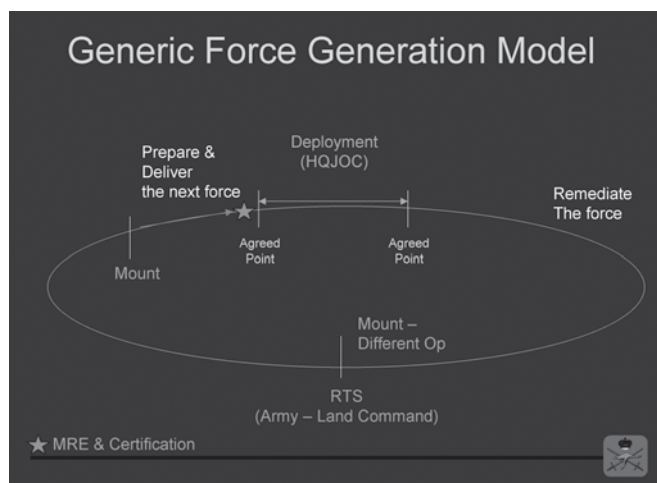 Generic Force Generation Model
Deployment
(HQJOC)
Prepare &
Deliver
the next force
Remediate
The force
Agreed
Point
Agreed
Point
Mount
Mount –
Different Op
RTS
(Army – Land Command)
MRE & Certification